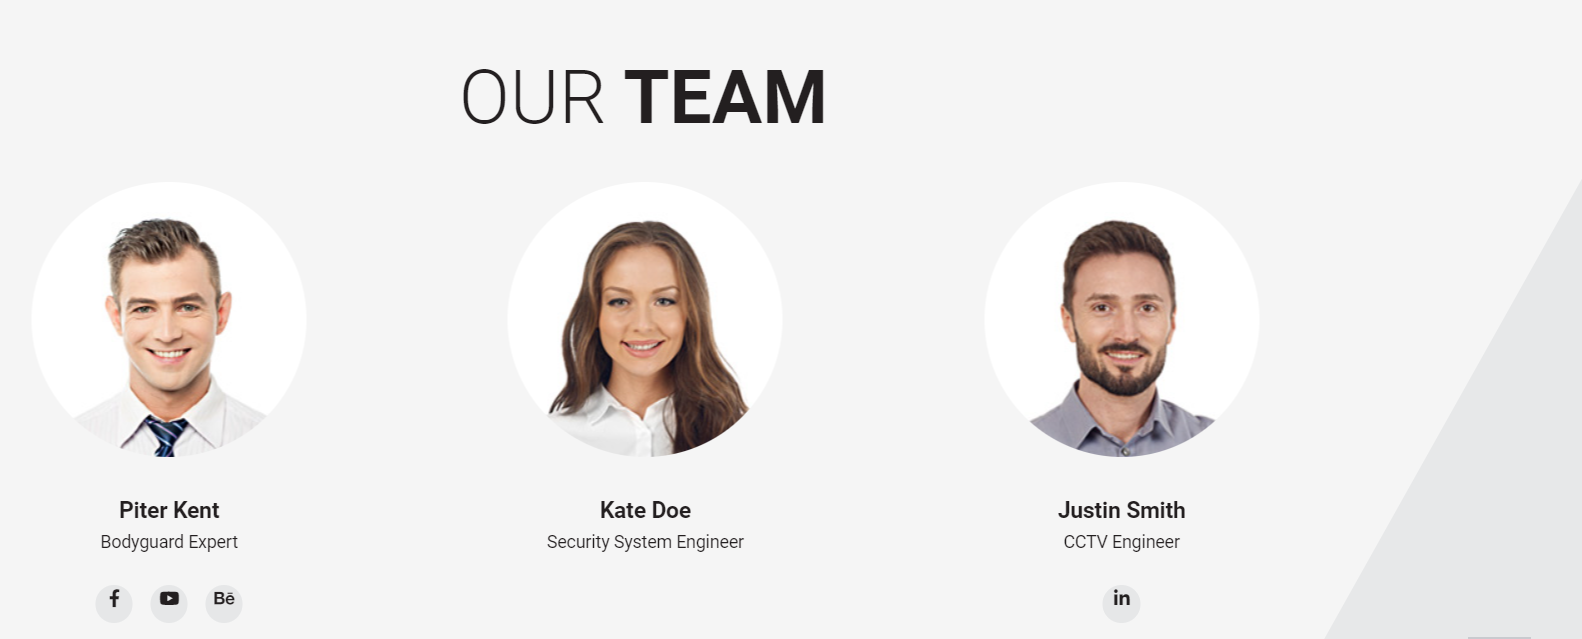 OUR TEAM
Piter Kent
Bodyguard Expert
Kate Doe
Security System Engineer
Justin Smith
CCTV Engineer
f
Bē
in